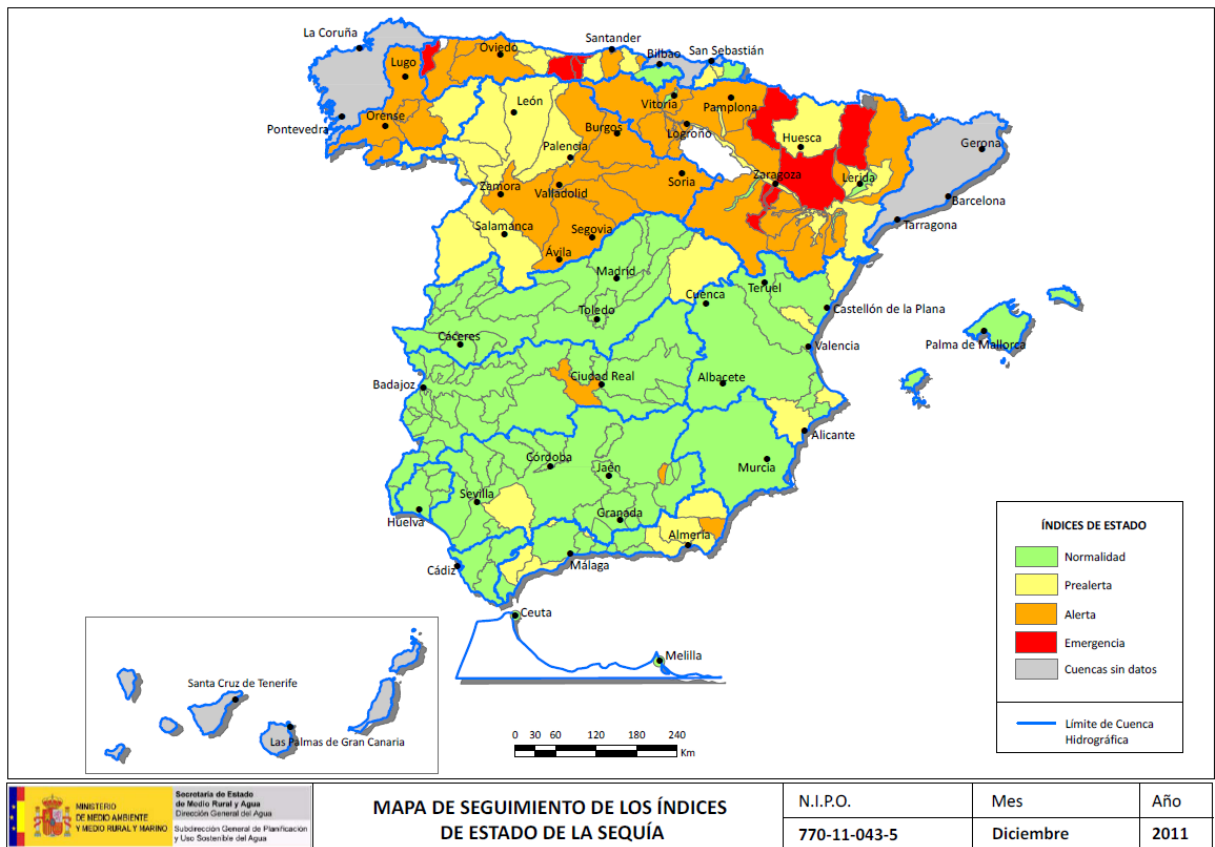 La Coruña
Lugo
Oviedo
Santander
Bilbao
San Sebastián
Pontevedra
Orense
León
Burgos
Palencia
Vitoria
Pamplona
Logroño
Huesca
Gerona
Zamora
Valladolid
Soria
Zaragoza
Lerida
Barcelona
Tarragona
Salamanca
Segovia
Ávila
Madrid
Cuenca
Teruel
Toledo
Castellón de la Plana
Cáceres
Valencia
Palma de Mallorca
Badajoz
Ciudad Real
Albacete
Alicante
Córdoba
Jaén
Murcia
Sevilla
Huelva
Granada
Almería
Cádiz
Málaga
Ceuta
Melilla
Santa Cruz de Tenerife
Las Palmas de Gran Canaria
0 30 60 120 180 240
Km
ÍNDICES DE ESTADO
Normalidad
Prealerta
Alerta
Emergencia
Cuencas sin datos
Límite de Cuenca
Hidrográfica
MINISTERIO
DE MEDIO AMBIENTE
Y MEDIO RURAL Y MARINO
Secretaría de Estado
de Medio Rural y Agua
Dirección General del Agua
Subdirección General de Planificación
y Uso Sostenible del Agua
MAPA DE SEGUIMIENTO DE LOS ÍNDICES
DE ESTADO DE LA SEQUÍA
N.I.P.O. Mes Año
770-11-043-5 Diciembre 2011